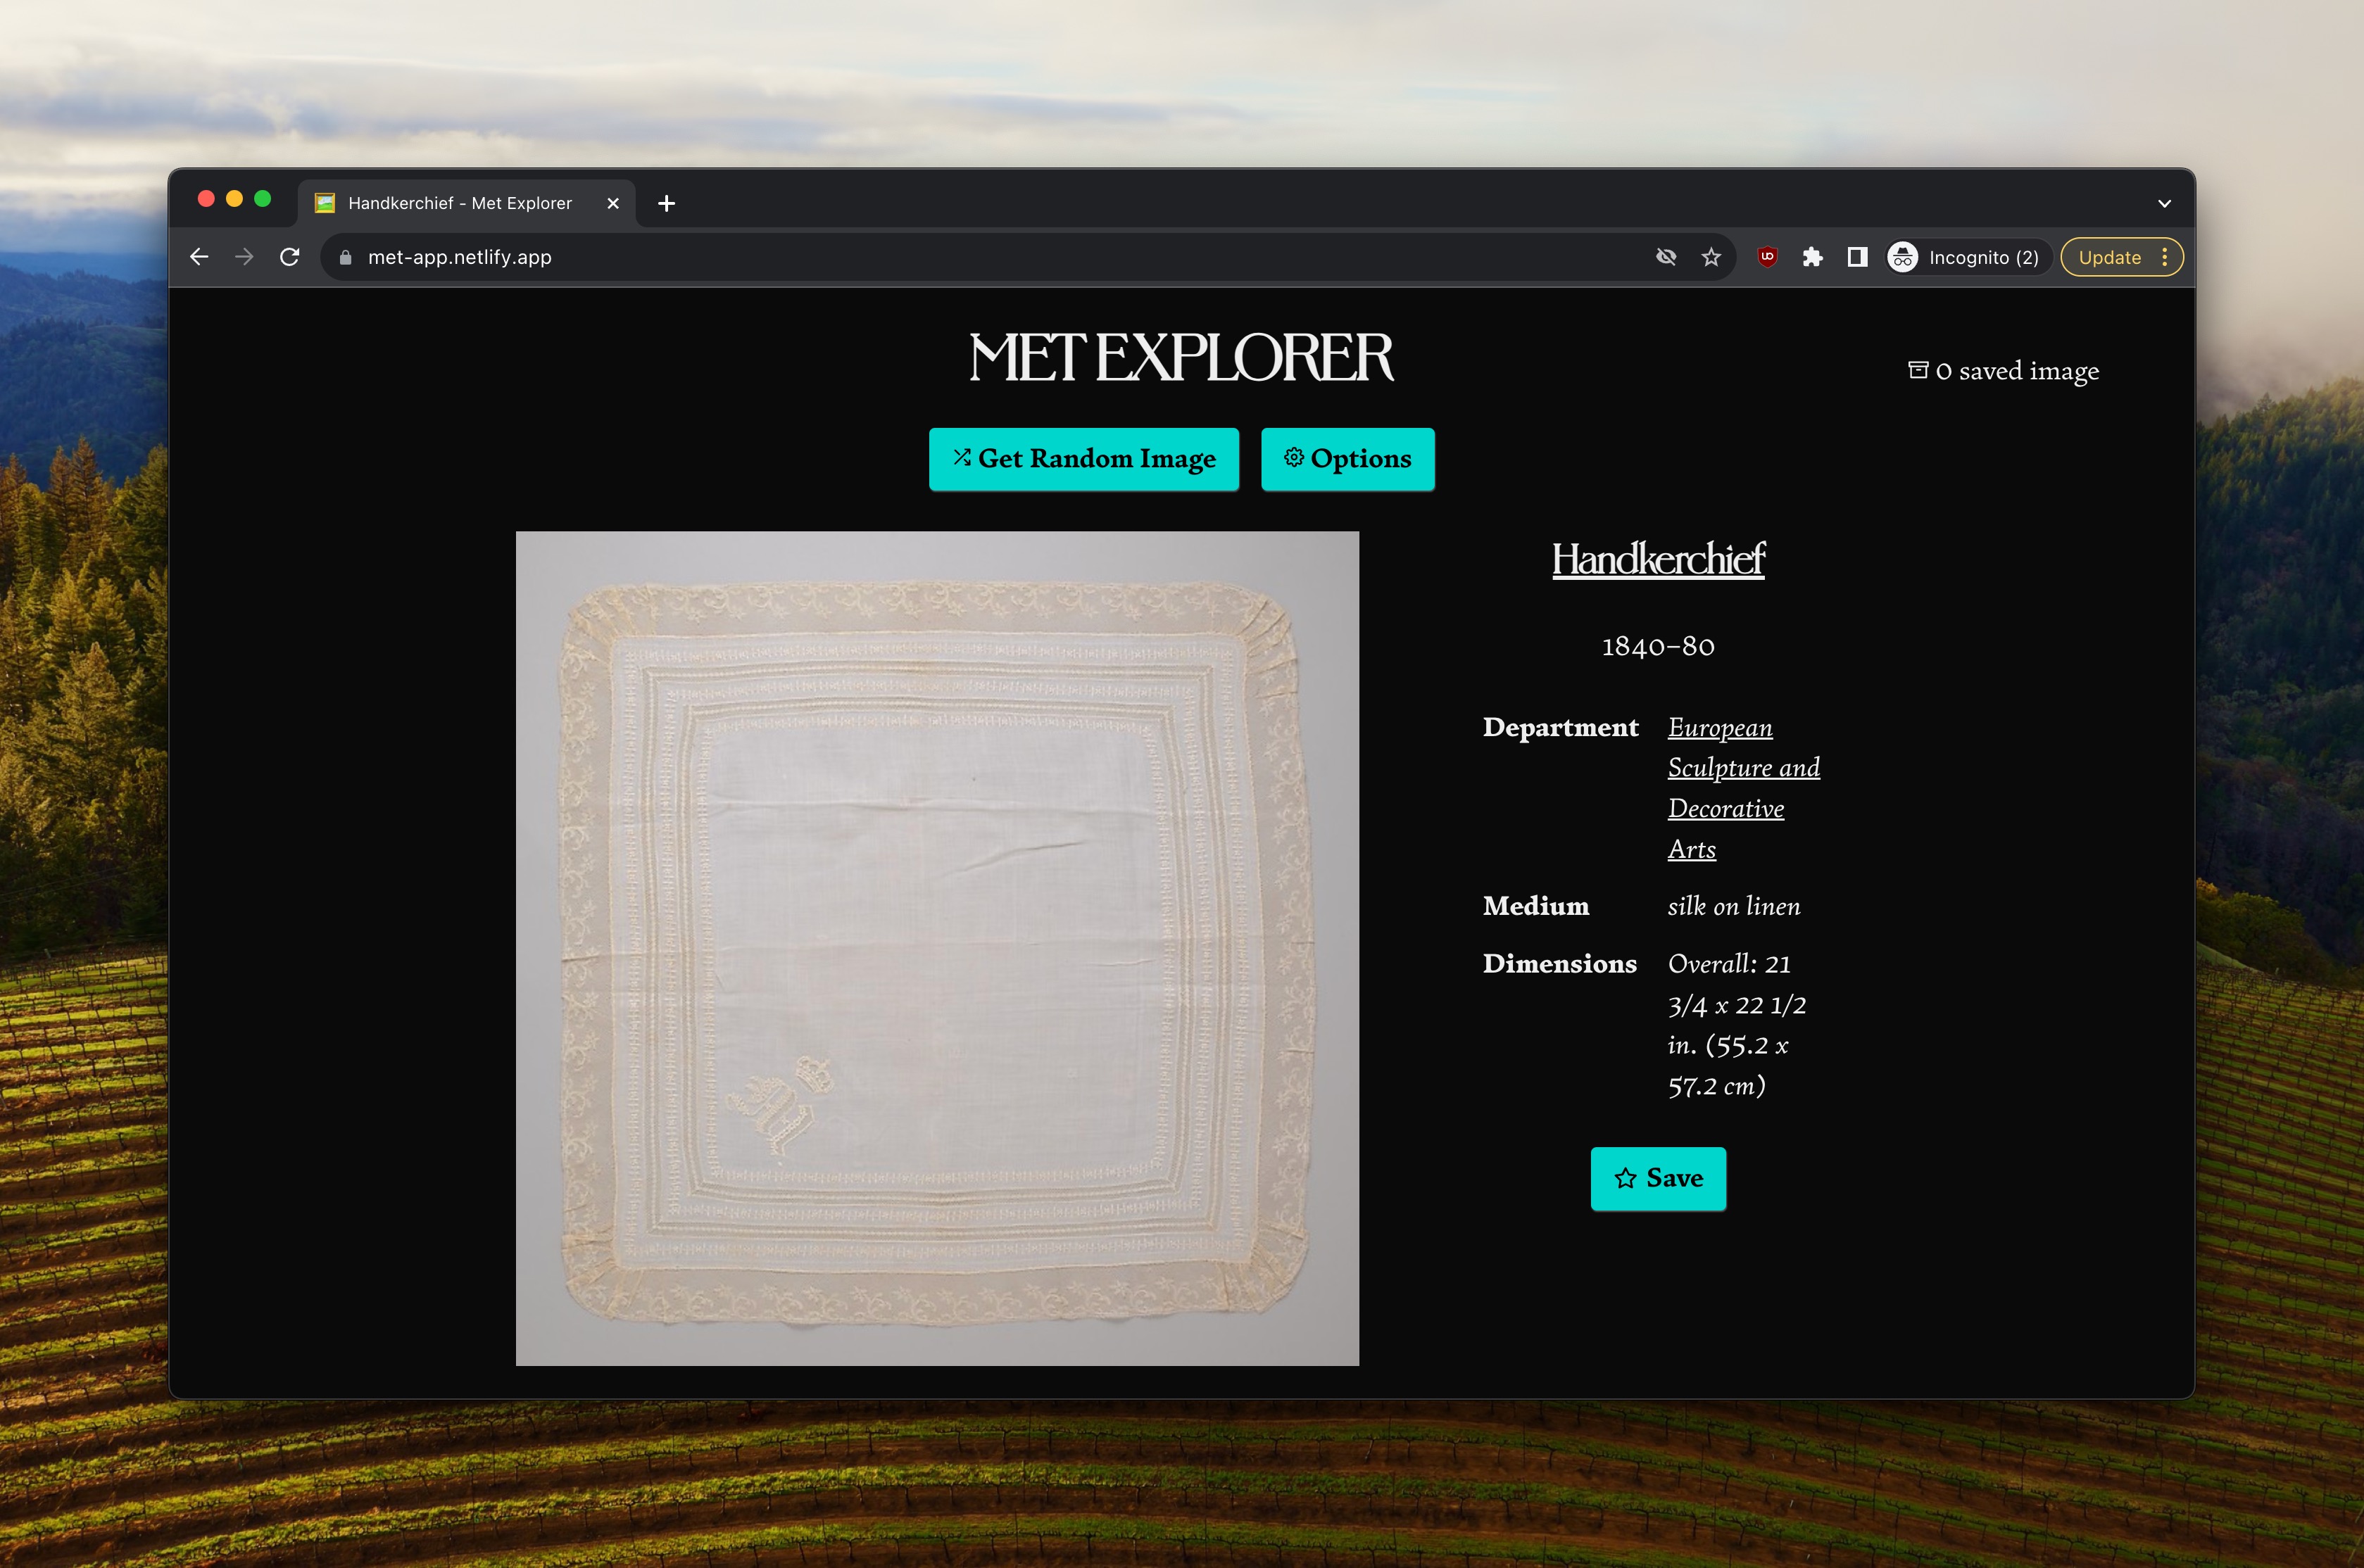 Handkerchief - Met Explorer
met-app.netlify.app
Incognito (2)
Update
MET EXPLORER
0 saved image
Get Random Image
Options
Handkerchief
1840–80
Department
European
Sculpture and
Decorative
Arts
Medium
silk on linen
Dimensions
Overall: 21
3/4 x 22 1/2
in. (55.2 x
57.2 cm)
Save